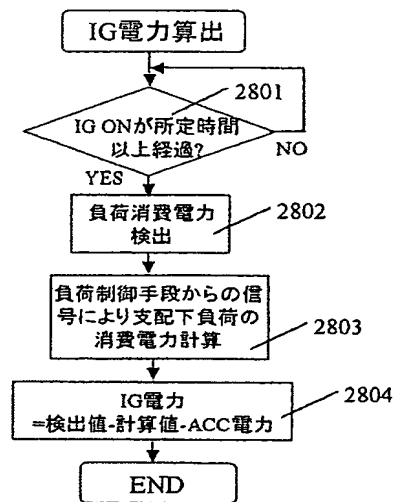 IG電力算出
2801
IG ONが所定時間
以上経過?
NO
YES
負荷消費電力
検出
2802
負荷制御手段からの信
号により支配下負荷の
消費電力計算
2803
IG電力
=検出値-計算値-ACC電力
2804
END